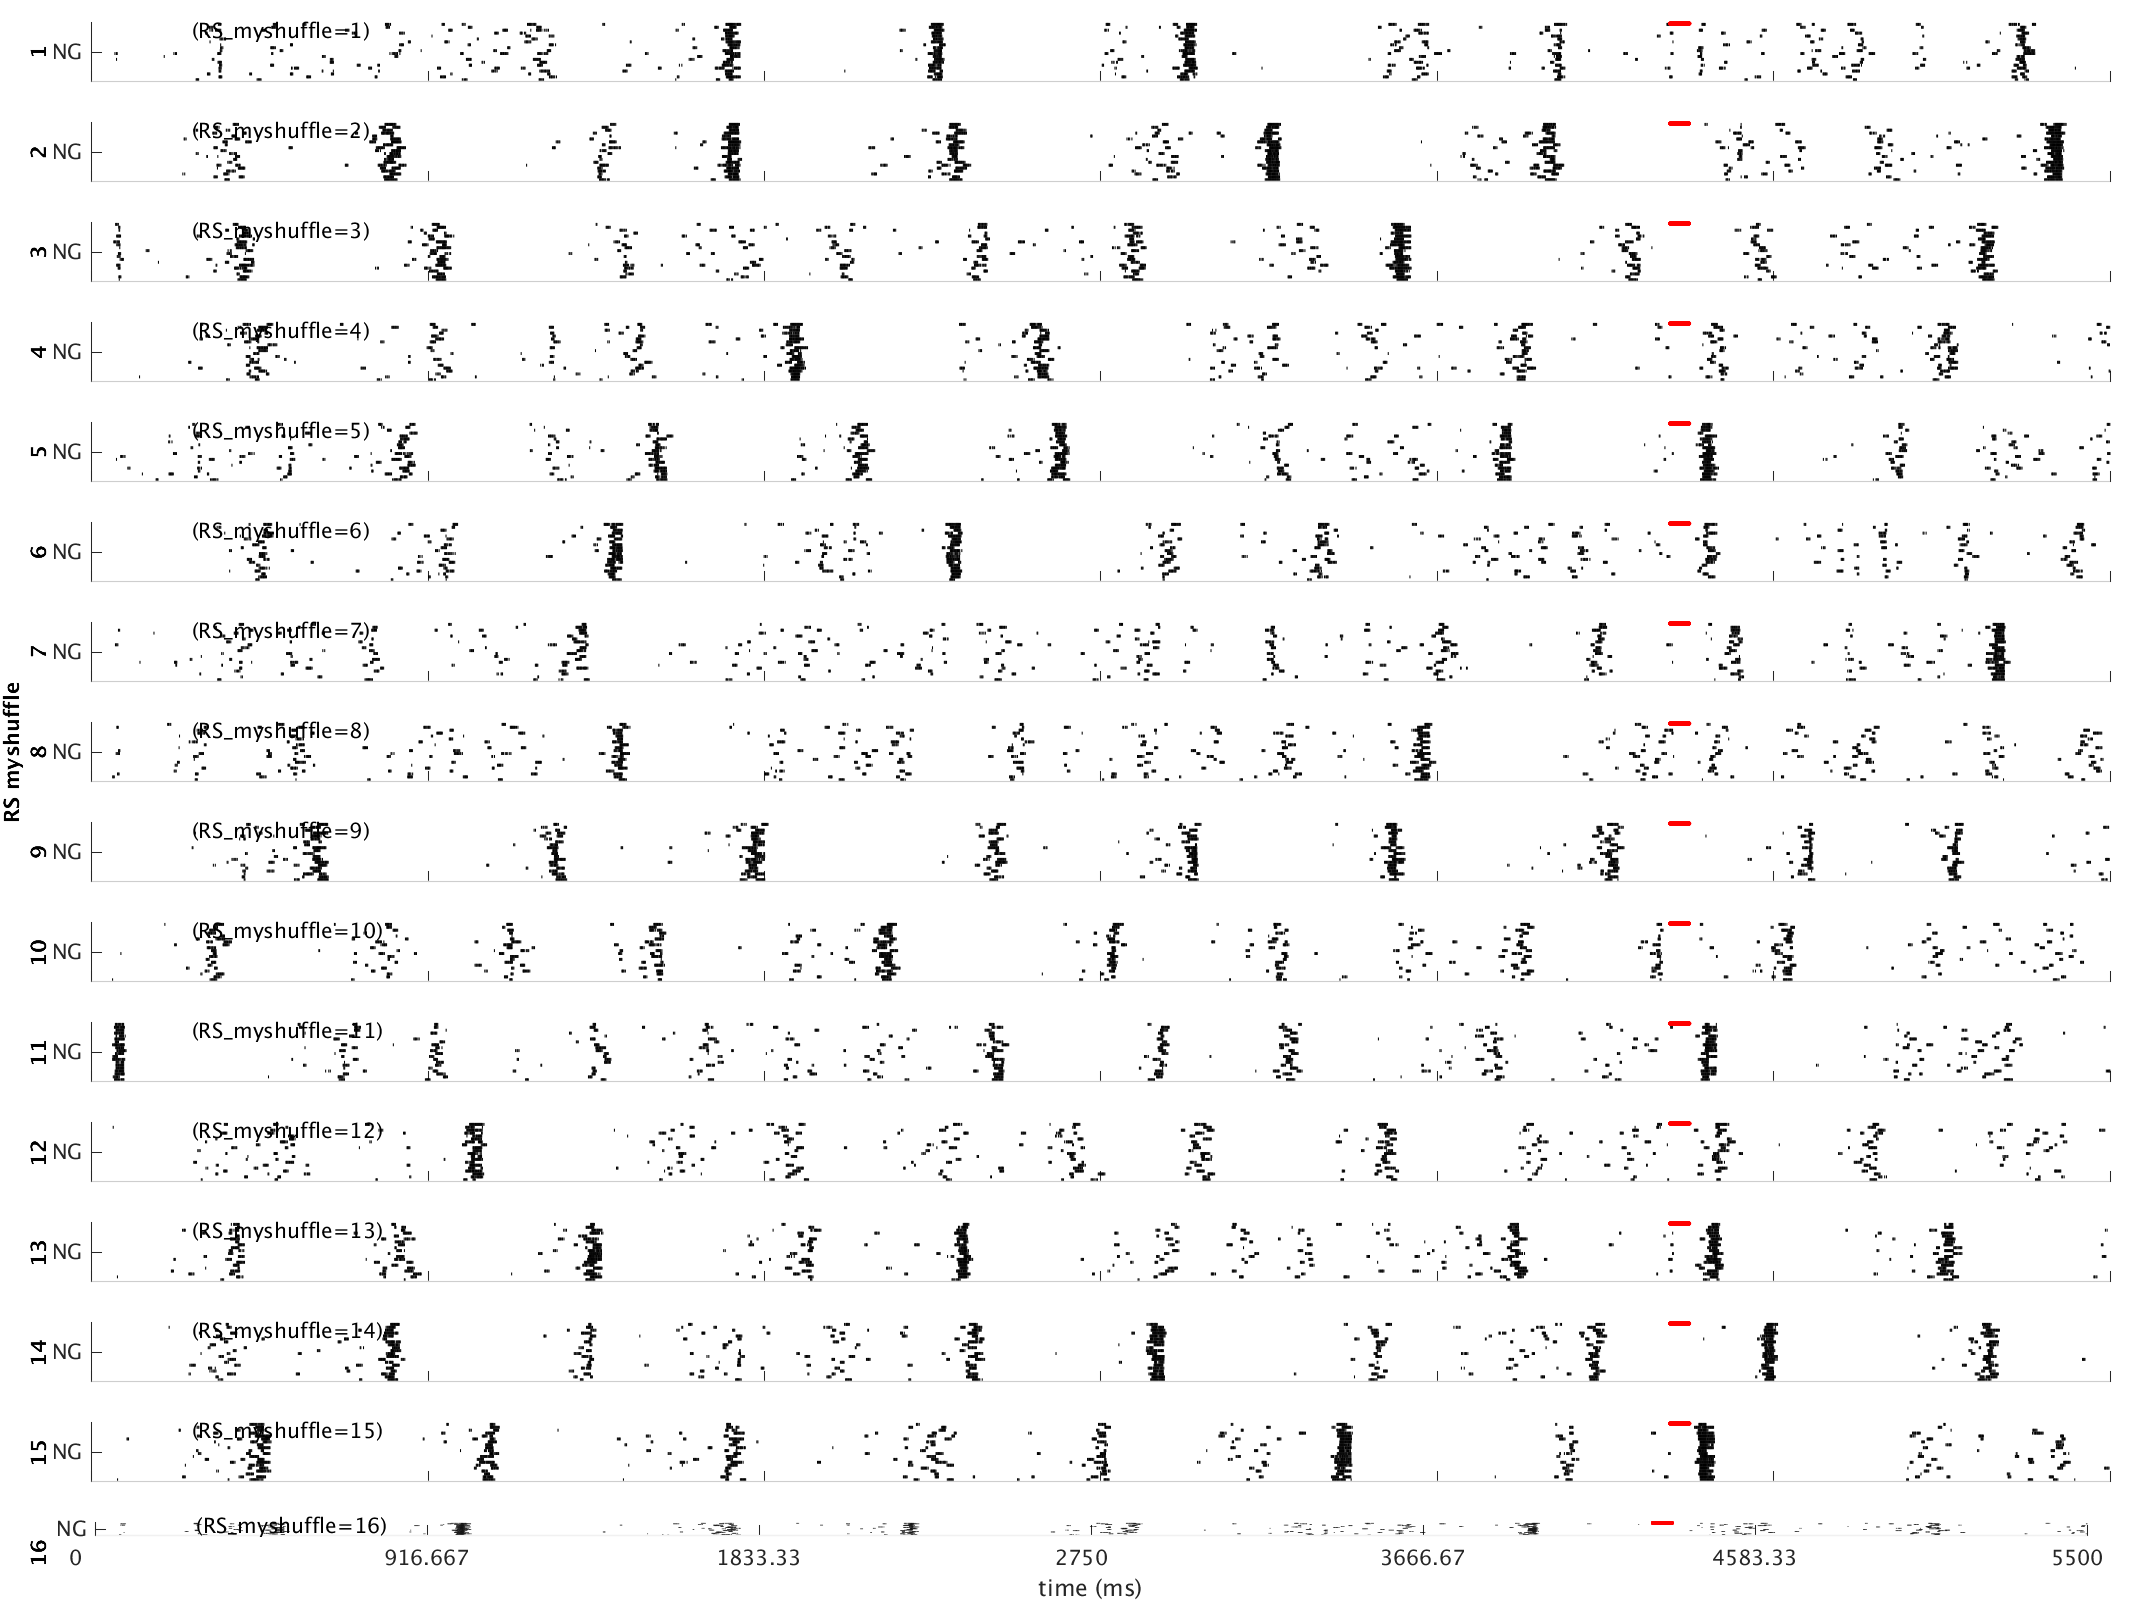 RS myshuffle
1 NG (RS_myshuffle=1)
2 NG (RS_myshuffle=2)
3 NG (RS_myshuffle=3)
4 NG (RS_myshuffle=4)
5 NG (RS_myshuffle=5)
6 NG (RS_myshuffle=6)
7 NG (RS_myshuffle=7)
8 NG (RS_myshuffle=8)
9 NG (RS_myshuffle=9)
10 NG (RS_myshuffle=10)
11 NG (RS_myshuffle=11)
12 NG (RS_myshuffle=12)
13 NG (RS_myshuffle=13)
14 NG (RS_myshuffle=14)
15 NG (RS_myshuffle=15)
16 NG (RS_myshuffle=16)
0 916.667 1833.33 2750 3666.67 4583.33 5500
time (ms)